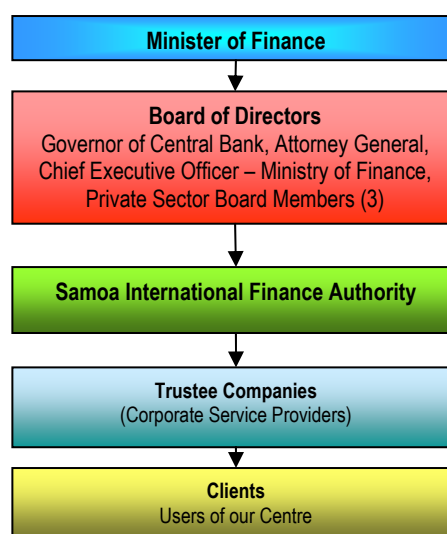 Minister of Finance
Board of Directors
Governor of Central Bank, Attorney General,
Chief Executive Officer – Ministry of Finance,
Private Sector Board Members (3)
Samoa International Finance Authority
Trustee Companies
(Corporate Service Providers)
Clients
Users of our Centre